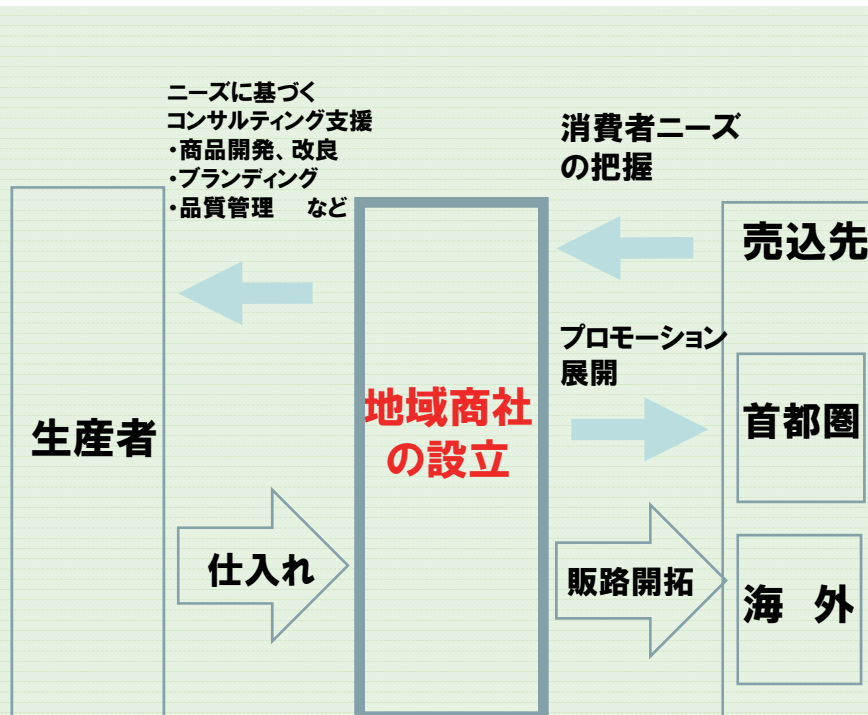 ニーズに基づく
コンサルティング支援
・商品開発、改良
・ブランディング
・品質管理　など
消費者ニーズ
の把握
売込先
プロモーション
展開
首都圏
地域商社
の設立
生産者
仕入れ
販路開拓
海　外